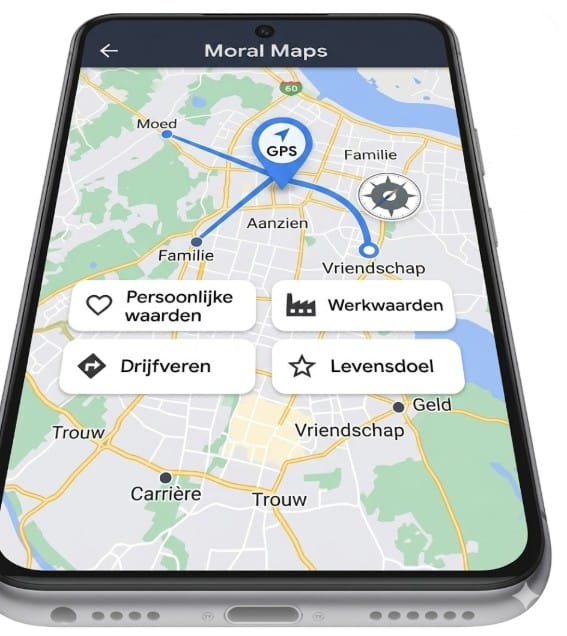 Moral Maps
60
Moed
GPS
Familie
Aanzien
Familie
Vriendschap
Persoonlijke
waarden
Werkwaarden
Drijfveren
Levensdoel
Geld
Trouw
Vriendschap
Carrière
Trouw